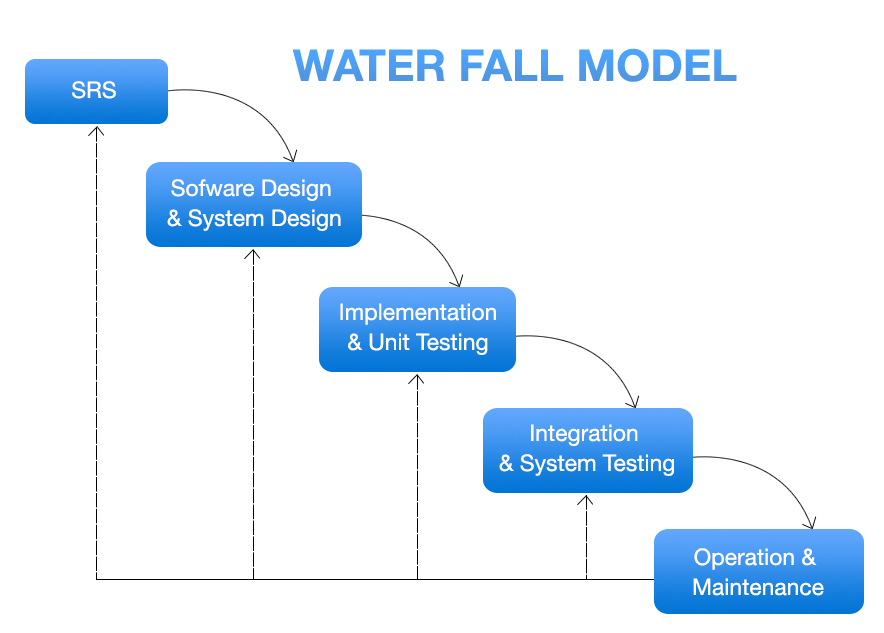 WATER FALL MODEL
SRS
Sofware Design
& System Design
Implementation
& Unit Testing
Integration
& System Testing
Operation &
Maintenance